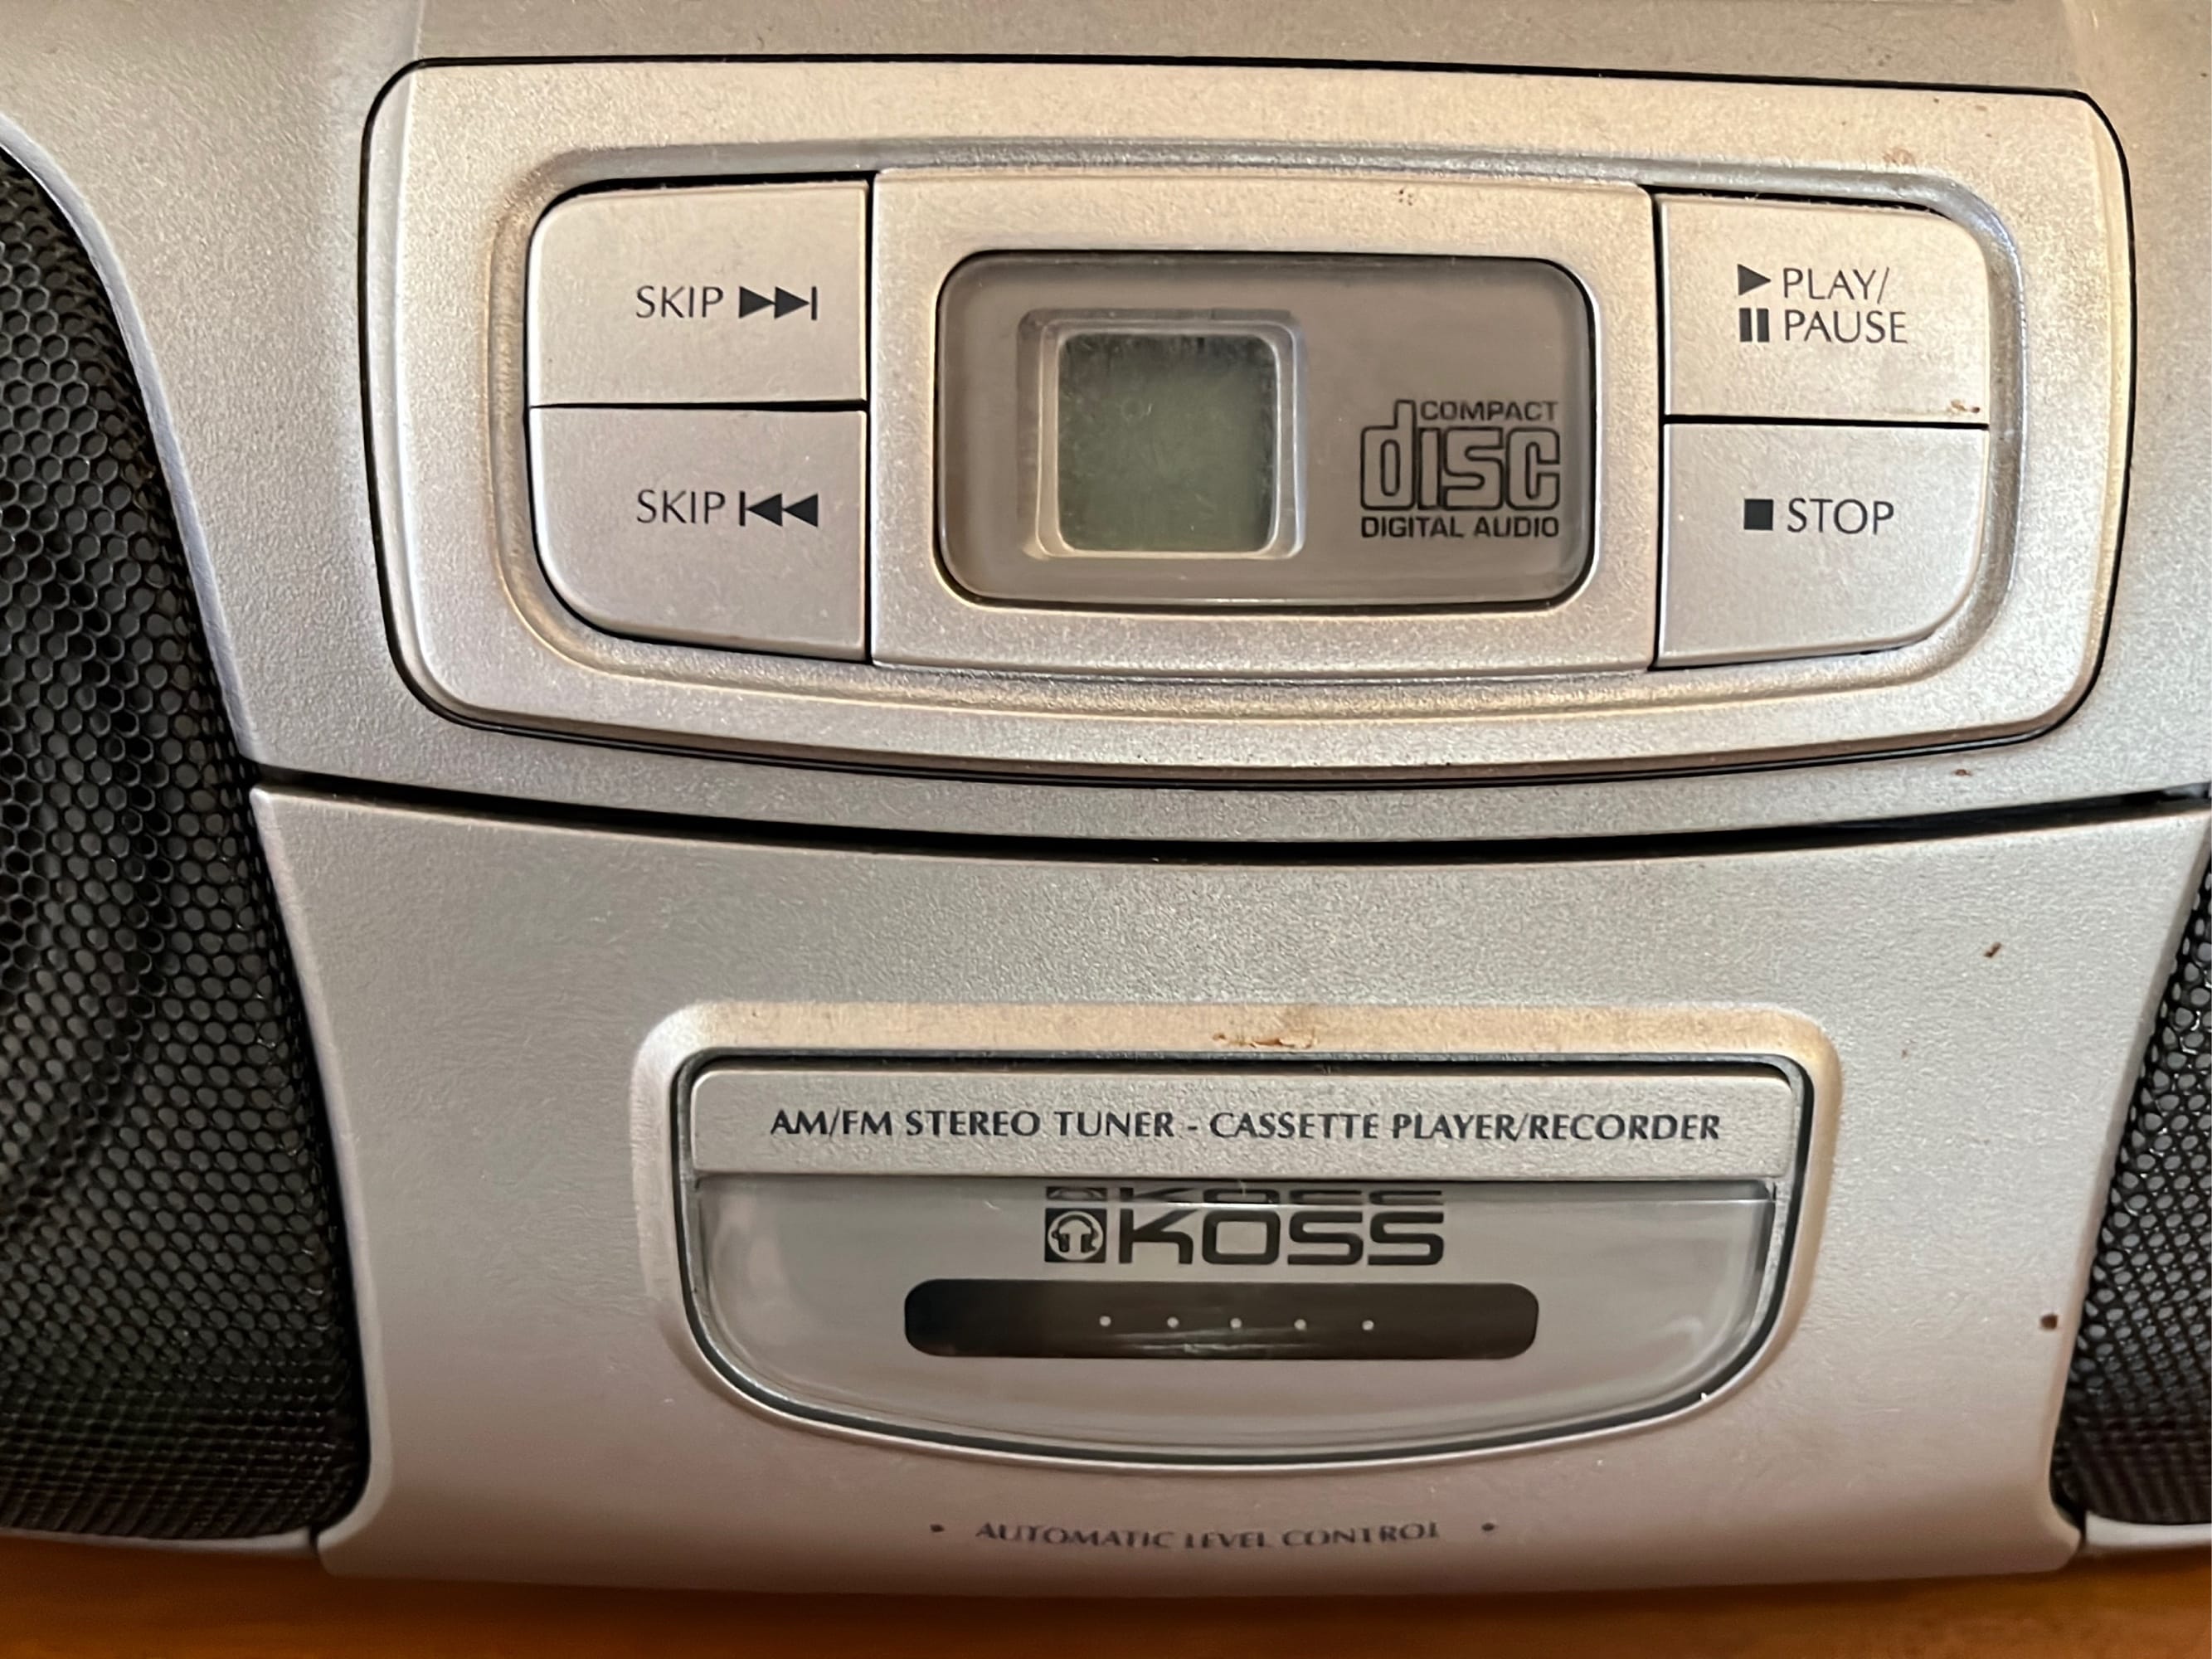 SKIP ⏭
SKIP ⏮
COMPACT
disc
DIGITAL AUDIO
▶ PLAY/
⏸ PAUSE
■ STOP
AM/FM STEREO TUNER - CASSETTE PLAYER/RECORDER
KOSS
• AUTOMATIC LEVEL CONTROL •